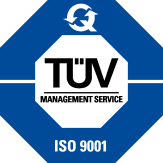 TÜV
MANAGEMENT SERVICE
ISO 9001